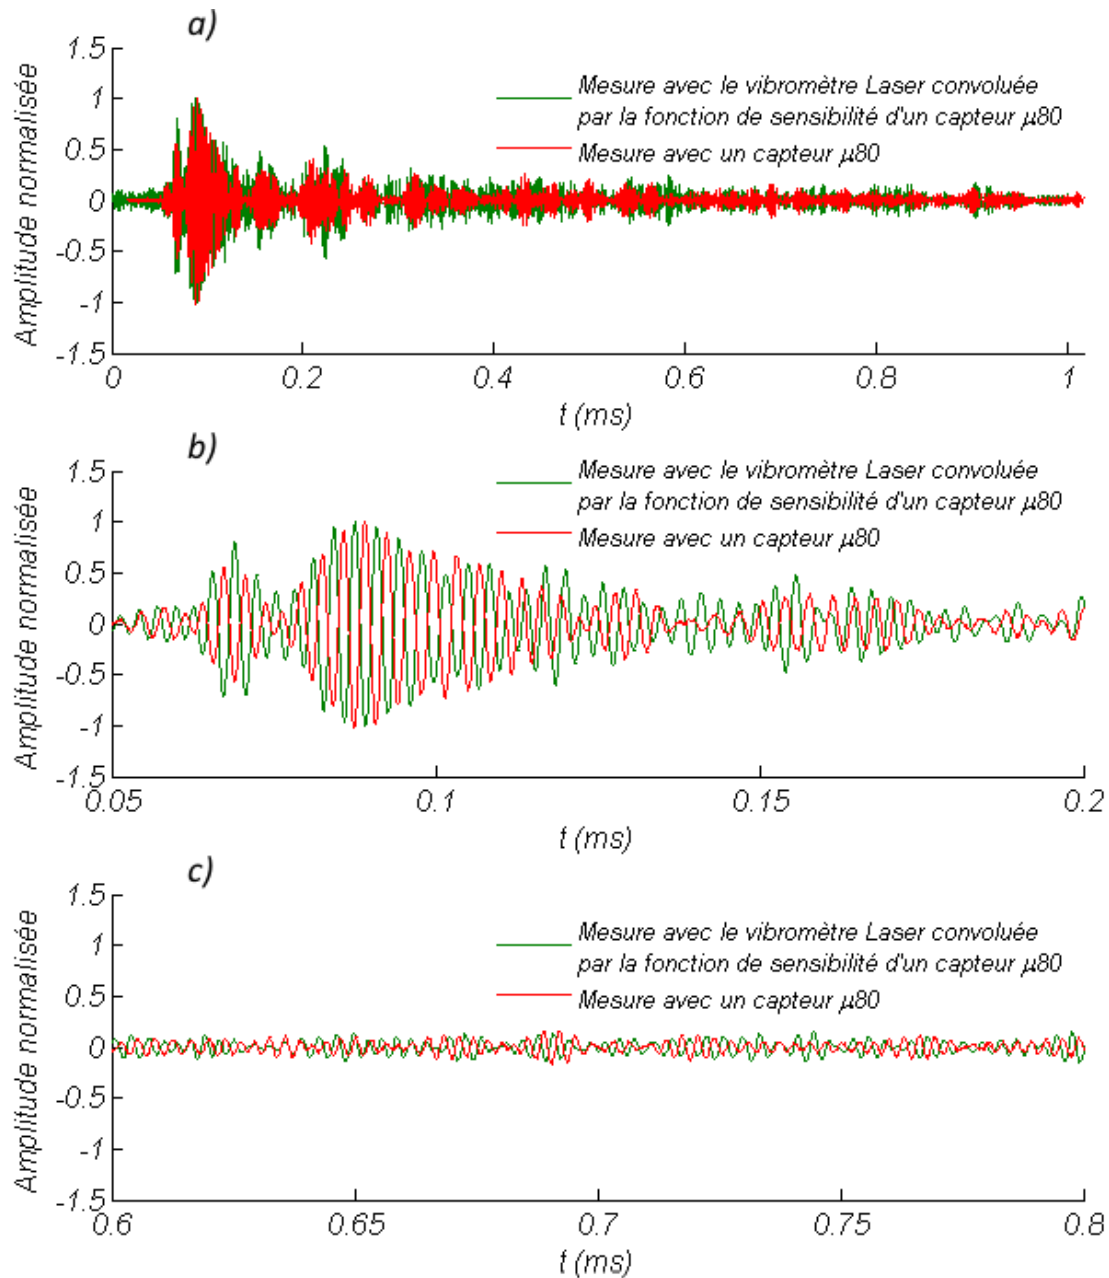 a)
1.5
1
0.5
0
-0.5
-1
-1.5
Amplitude normalisée
Mesure avec le vibromètre Laser convoluée
par la fonction de sensibilité d'un capteur µ80
Mesure avec un capteur µ80
0 0.2 0.4 0.6 0.8 1
t (ms)
b)
1.5
1
0.5
0
-0.5
-1
-1.5
Amplitude normalisée
Mesure avec le vibromètre Laser convoluée
par la fonction de sensibilité d'un capteur µ80
Mesure avec un capteur µ80
0.05 0.1 0.15 0.2
t (ms)
c)
1.5
1
0.5
0
-0.5
-1
-1.5
Amplitude normalisée
Mesure avec le vibromètre Laser convoluée
par la fonction de sensibilité d'un capteur µ80
Mesure avec un capteur µ80
0.6 0.65 0.7 0.75 0.8
t (ms)